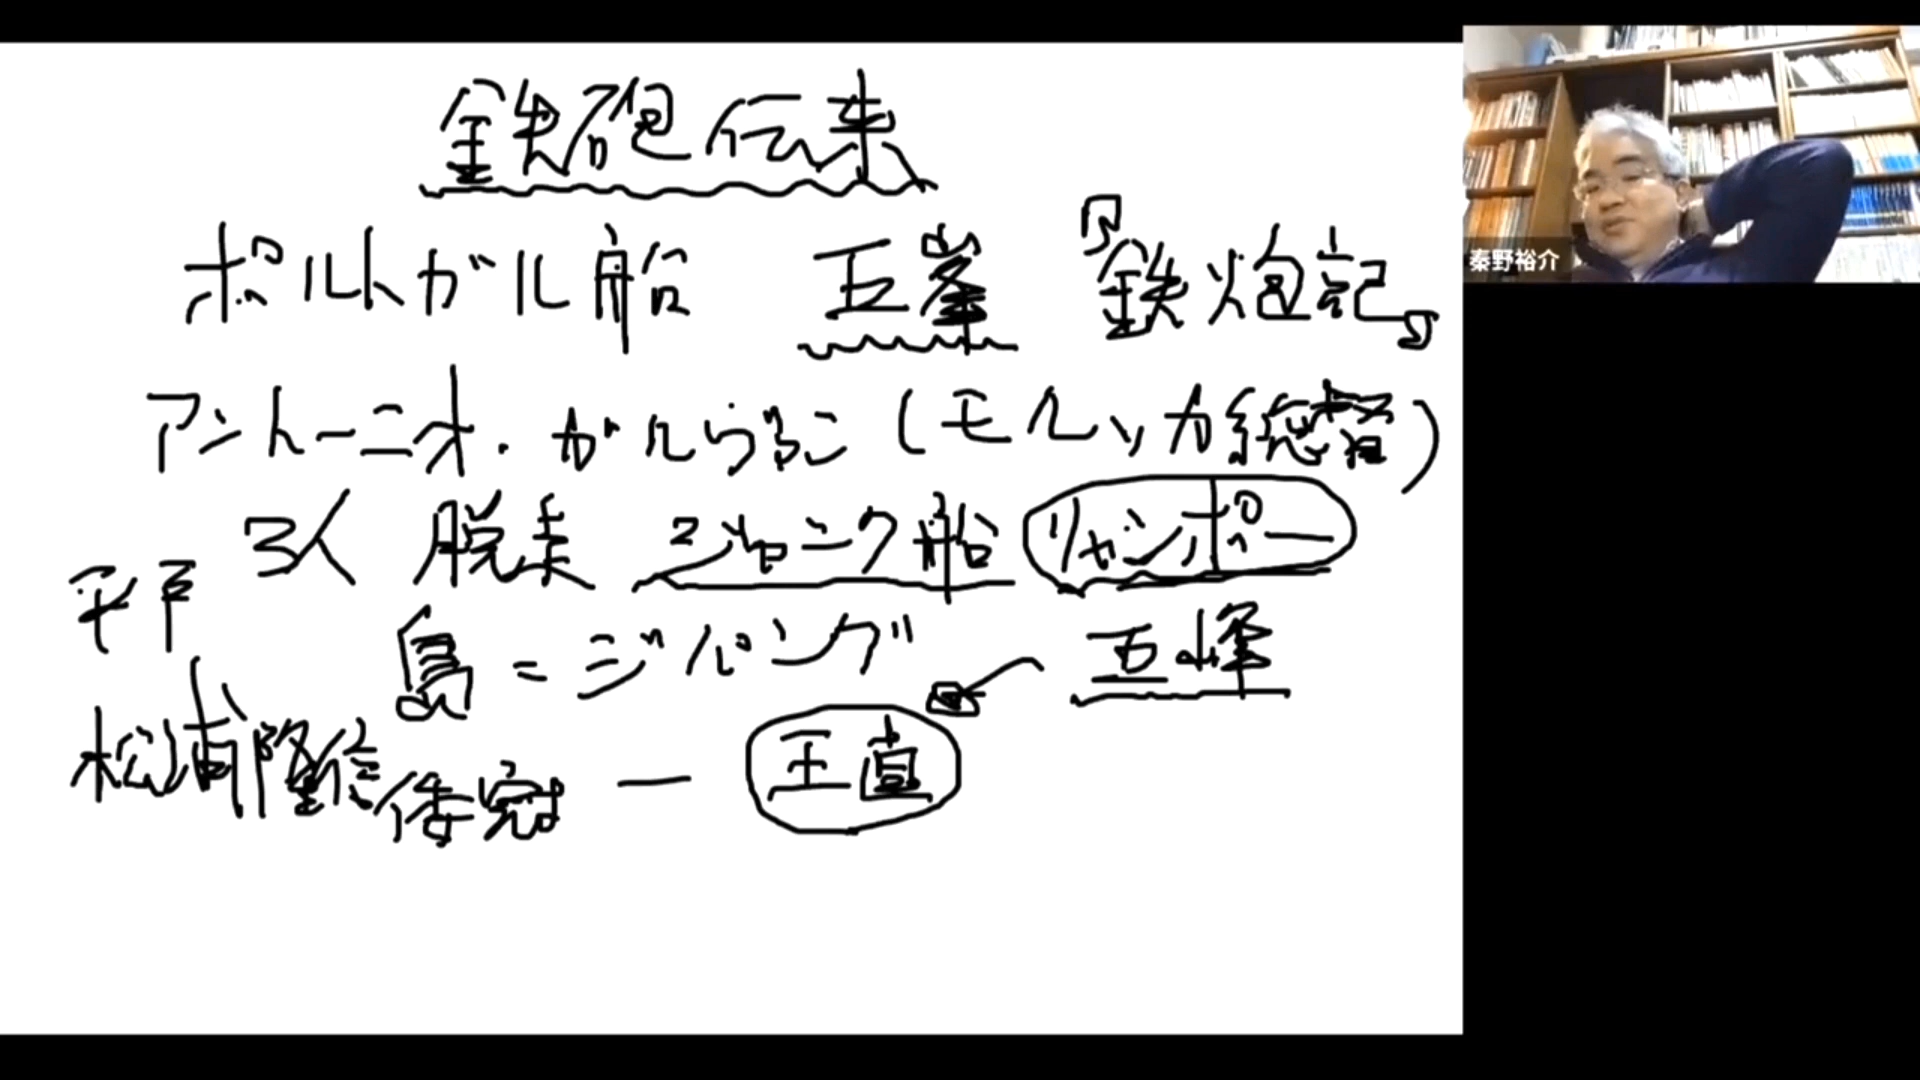 鉄砲伝来
ポルトガル船 五峯 『鉄炮記』
アントーニオ・ガルヴァン(モルッカ総督)
3人 脱走 ジャンク船 リャンポー
平戸 島=ジパング 五峰
松浦隆信 倭寇 ー 王直
秦野裕介